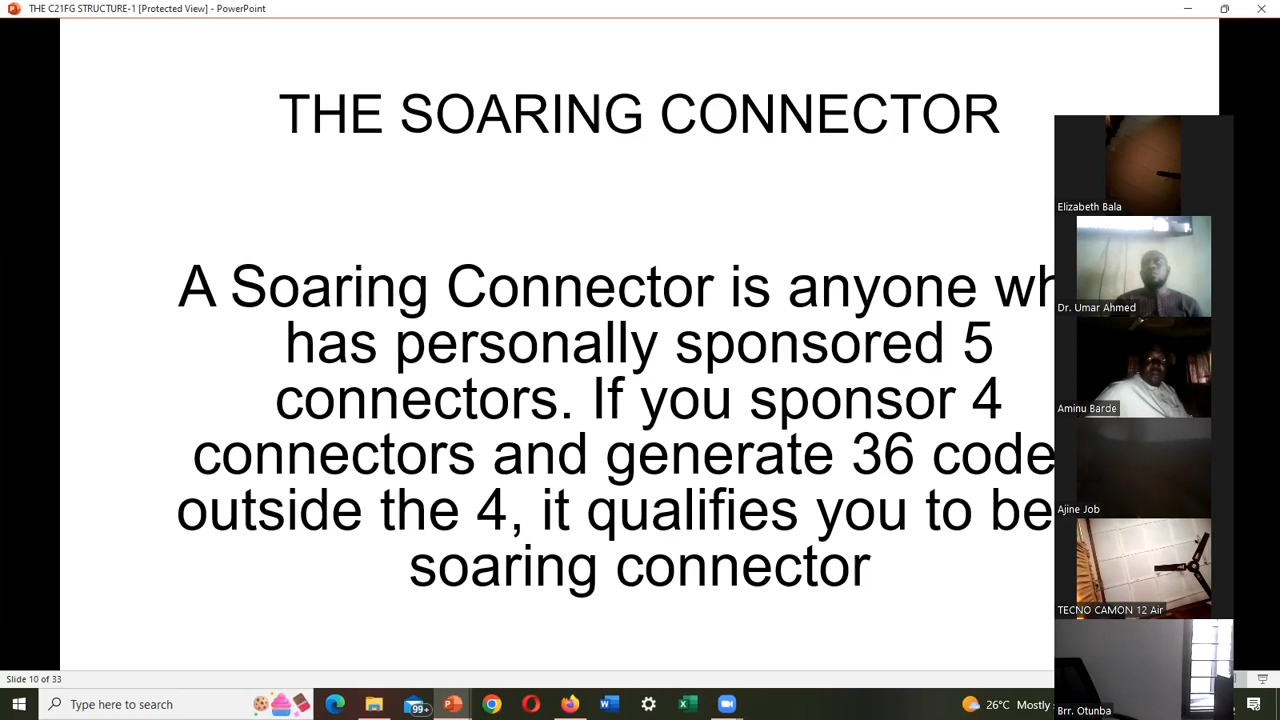 THE C21FG STRUCTURE-1 [Protected View] - PowerPoint
THE SOARING CONNECTOR
A Soaring Connector is anyone wh
has personally sponsored 5
connectors. If you sponsor 4
connectors and generate 36 code
outside the 4, it qualifies you to be
soaring connector
Elizabeth Bala
Dr. Umar Ahmed
Aminu Barde
Ajine Job
TECNO CAMON 12 Air
Brr. Otunba
Slide 10 of 33
Type here to search
99+
26°C Mostly